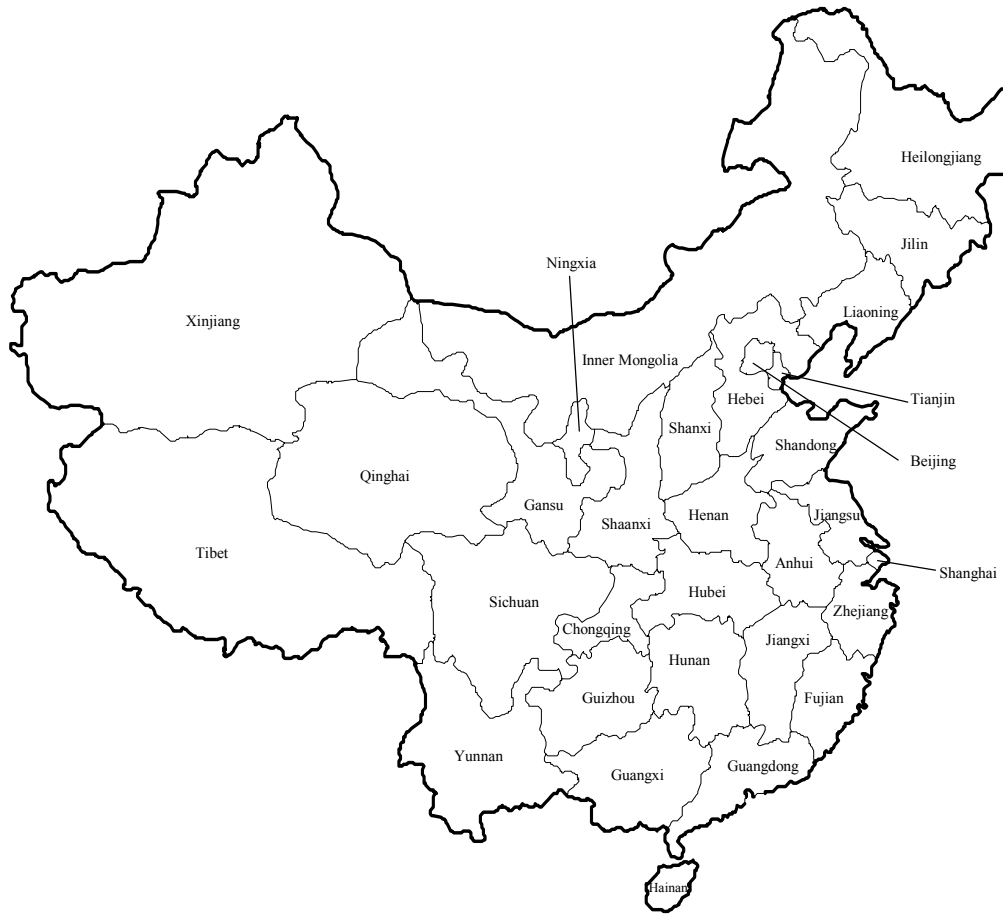 Heilongjiang
Jilin
Ningxia
Liaoning
Xinjiang
Inner Mongolia
Tianjin
Hebei
Shanxi
Shandong
Beijing
Qinghai
Gansu
Henan
Jiangsu
Shaanxi
Tibet
Anhui
Shanghai
Hubei
Sichuan
Zhejiang
Chongqing
Jiangxi
Hunan
Guizhou
Fujian
Yunnan
Guangdong
Guangxi
Hainan